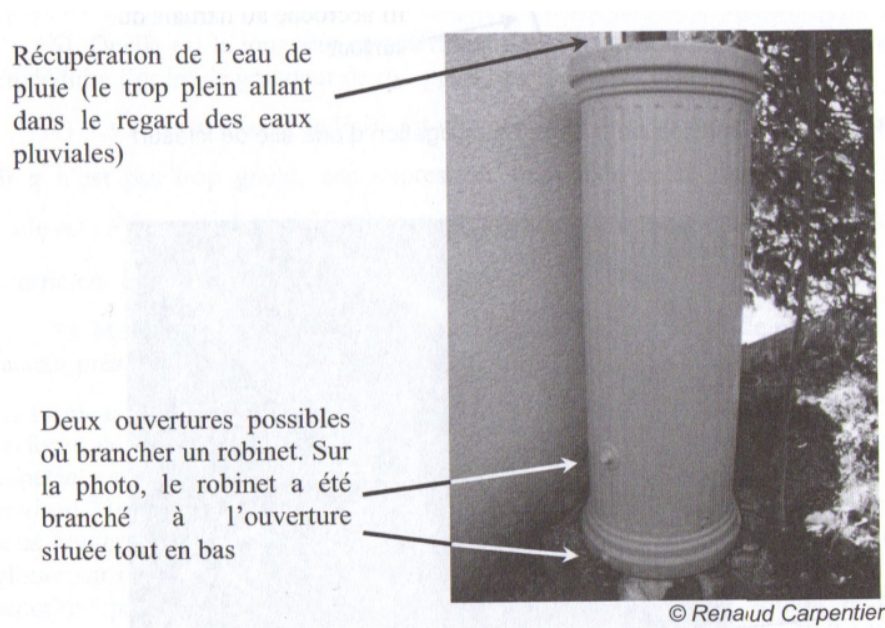 Récupération de l’eau de
pluie (le trop plein allant
dans le regard des eaux
pluviales)
Deux ouvertures possibles
où brancher un robinet. Sur
la photo, le robinet a été
branché à l’ouverture
située tout en bas
© Renaud Carpentier